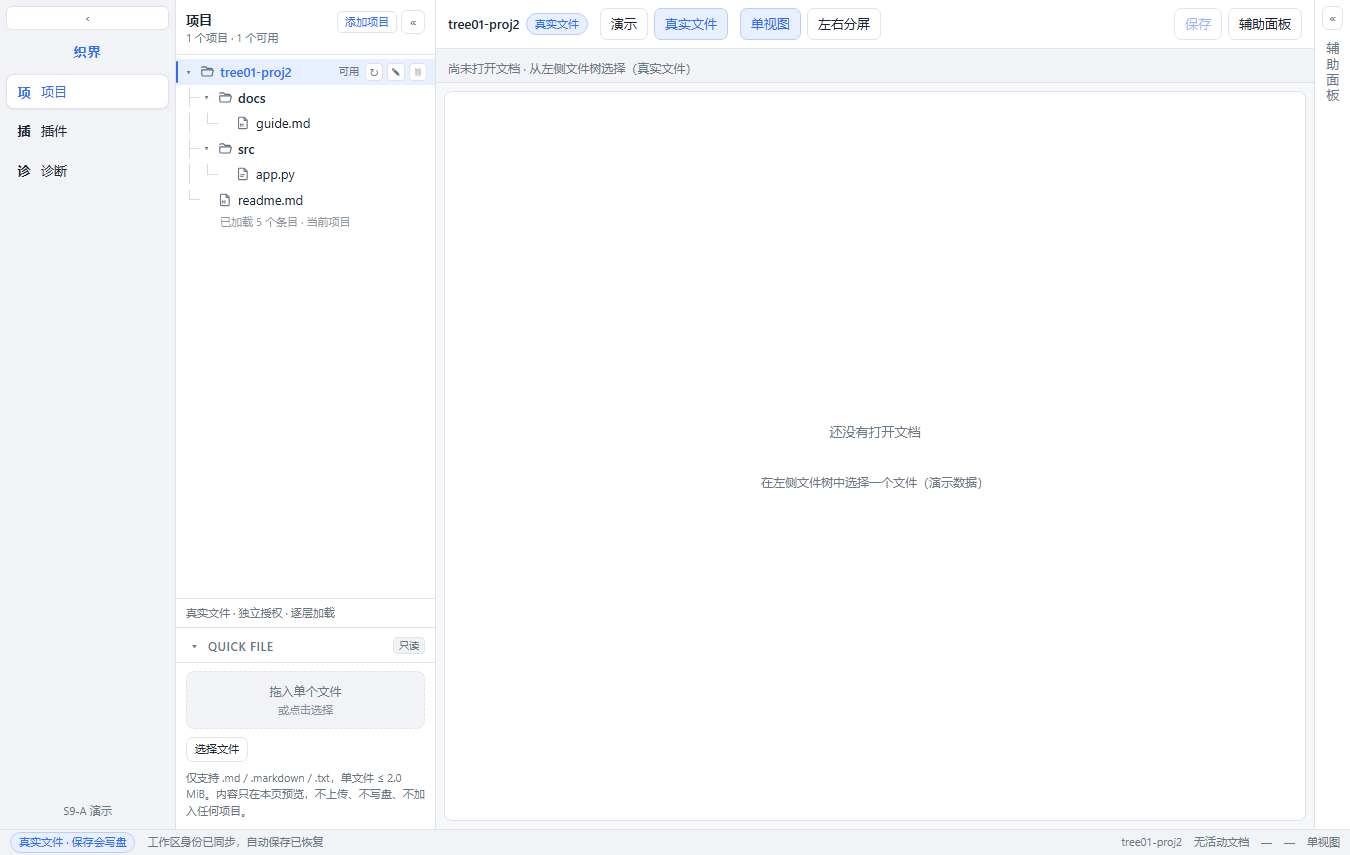 ‹
织界
项 项目
插 插件
诊 诊断
S9-A 演示
项目
1 个项目 · 1 个可用
添加项目
«
tree01-proj2
可用
↻
docs
guide.md
src
app.py
readme.md
已加载 5 个条目 · 当前项目
真实文件 · 独立授权 · 逐层加载
QUICK FILE
只读
拖入单个文件
或点击选择
选择文件
仅支持 .md / .markdown / .txt，单文件 ≤ 2.0
MiB。内容只在本页预览，不上传、不写盘、不加
入任何项目。
tree01-proj2 真实文件 演示 真实文件 单视图 左右分屏 保存 辅助面板
尚未打开文档 · 从左侧文件树选择（真实文件）
还没有打开文档
在左侧文件树中选择一个文件（演示数据）
«
辅助面板
真实文件 · 保存会写盘 工作区身份已同步，自动保存已恢复
tree01-proj2 无活动文档 — — 单视图